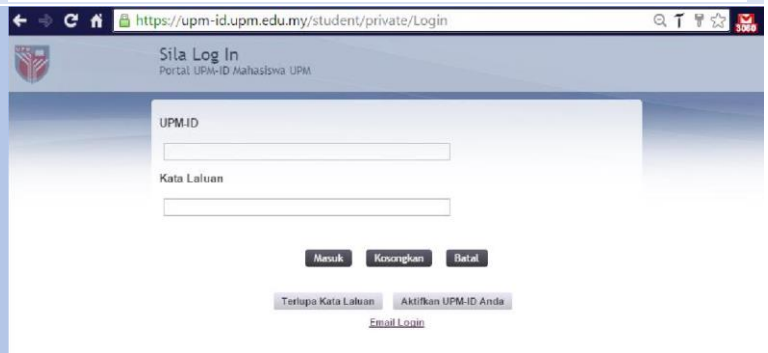 https://upm-id.upm.edu.my/student/private/Login
3060
Sila Log In
Portal UPM-ID Mahasiswa UPM
UPM-ID
Kata Laluan
Masuk Kosongkan Batal
Terlupa Kata Laluan Aktifkan UPM-ID Anda
Email Login